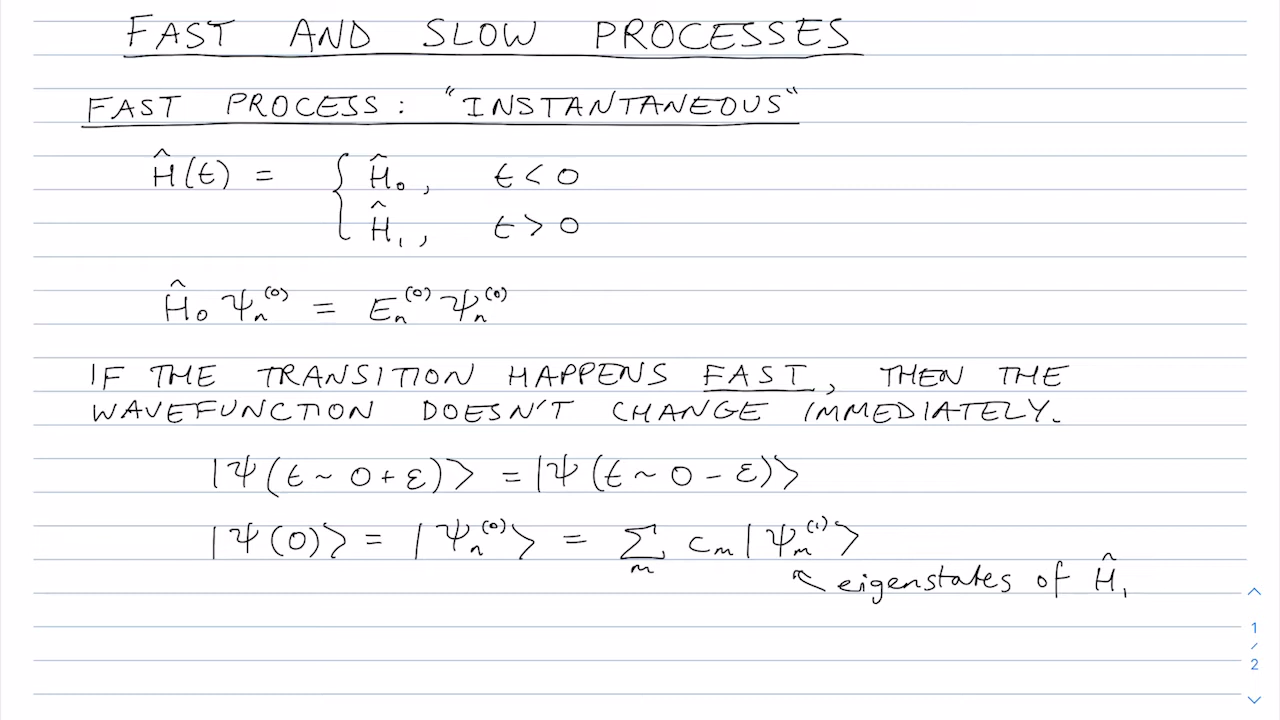 FAST AND SLOW PROCESSES
FAST PROCESS: "INSTANTANEOUS"
Ĥ(t) = { Ĥ₀, t < 0
Ĥ₁, t > 0
Ĥ₀ ψₙ⁽⁰⁾ = Eₙ⁽⁰⁾ ψₙ⁽⁰⁾
IF THE TRANSITION HAPPENS FAST, THEN THE
WAVEFUNCTION DOESN'T CHANGE IMMEDIATELY.
|ψ(t ~ 0 + ε)⟩ = |ψ(t ~ 0 - ε)⟩
|ψ(0)⟩ = |ψₙ⁽⁰⁾⟩ = Σₘ cₘ |ψₘ⁽¹⁾⟩
↖ eigenstates of Ĥ₁
1
/
2